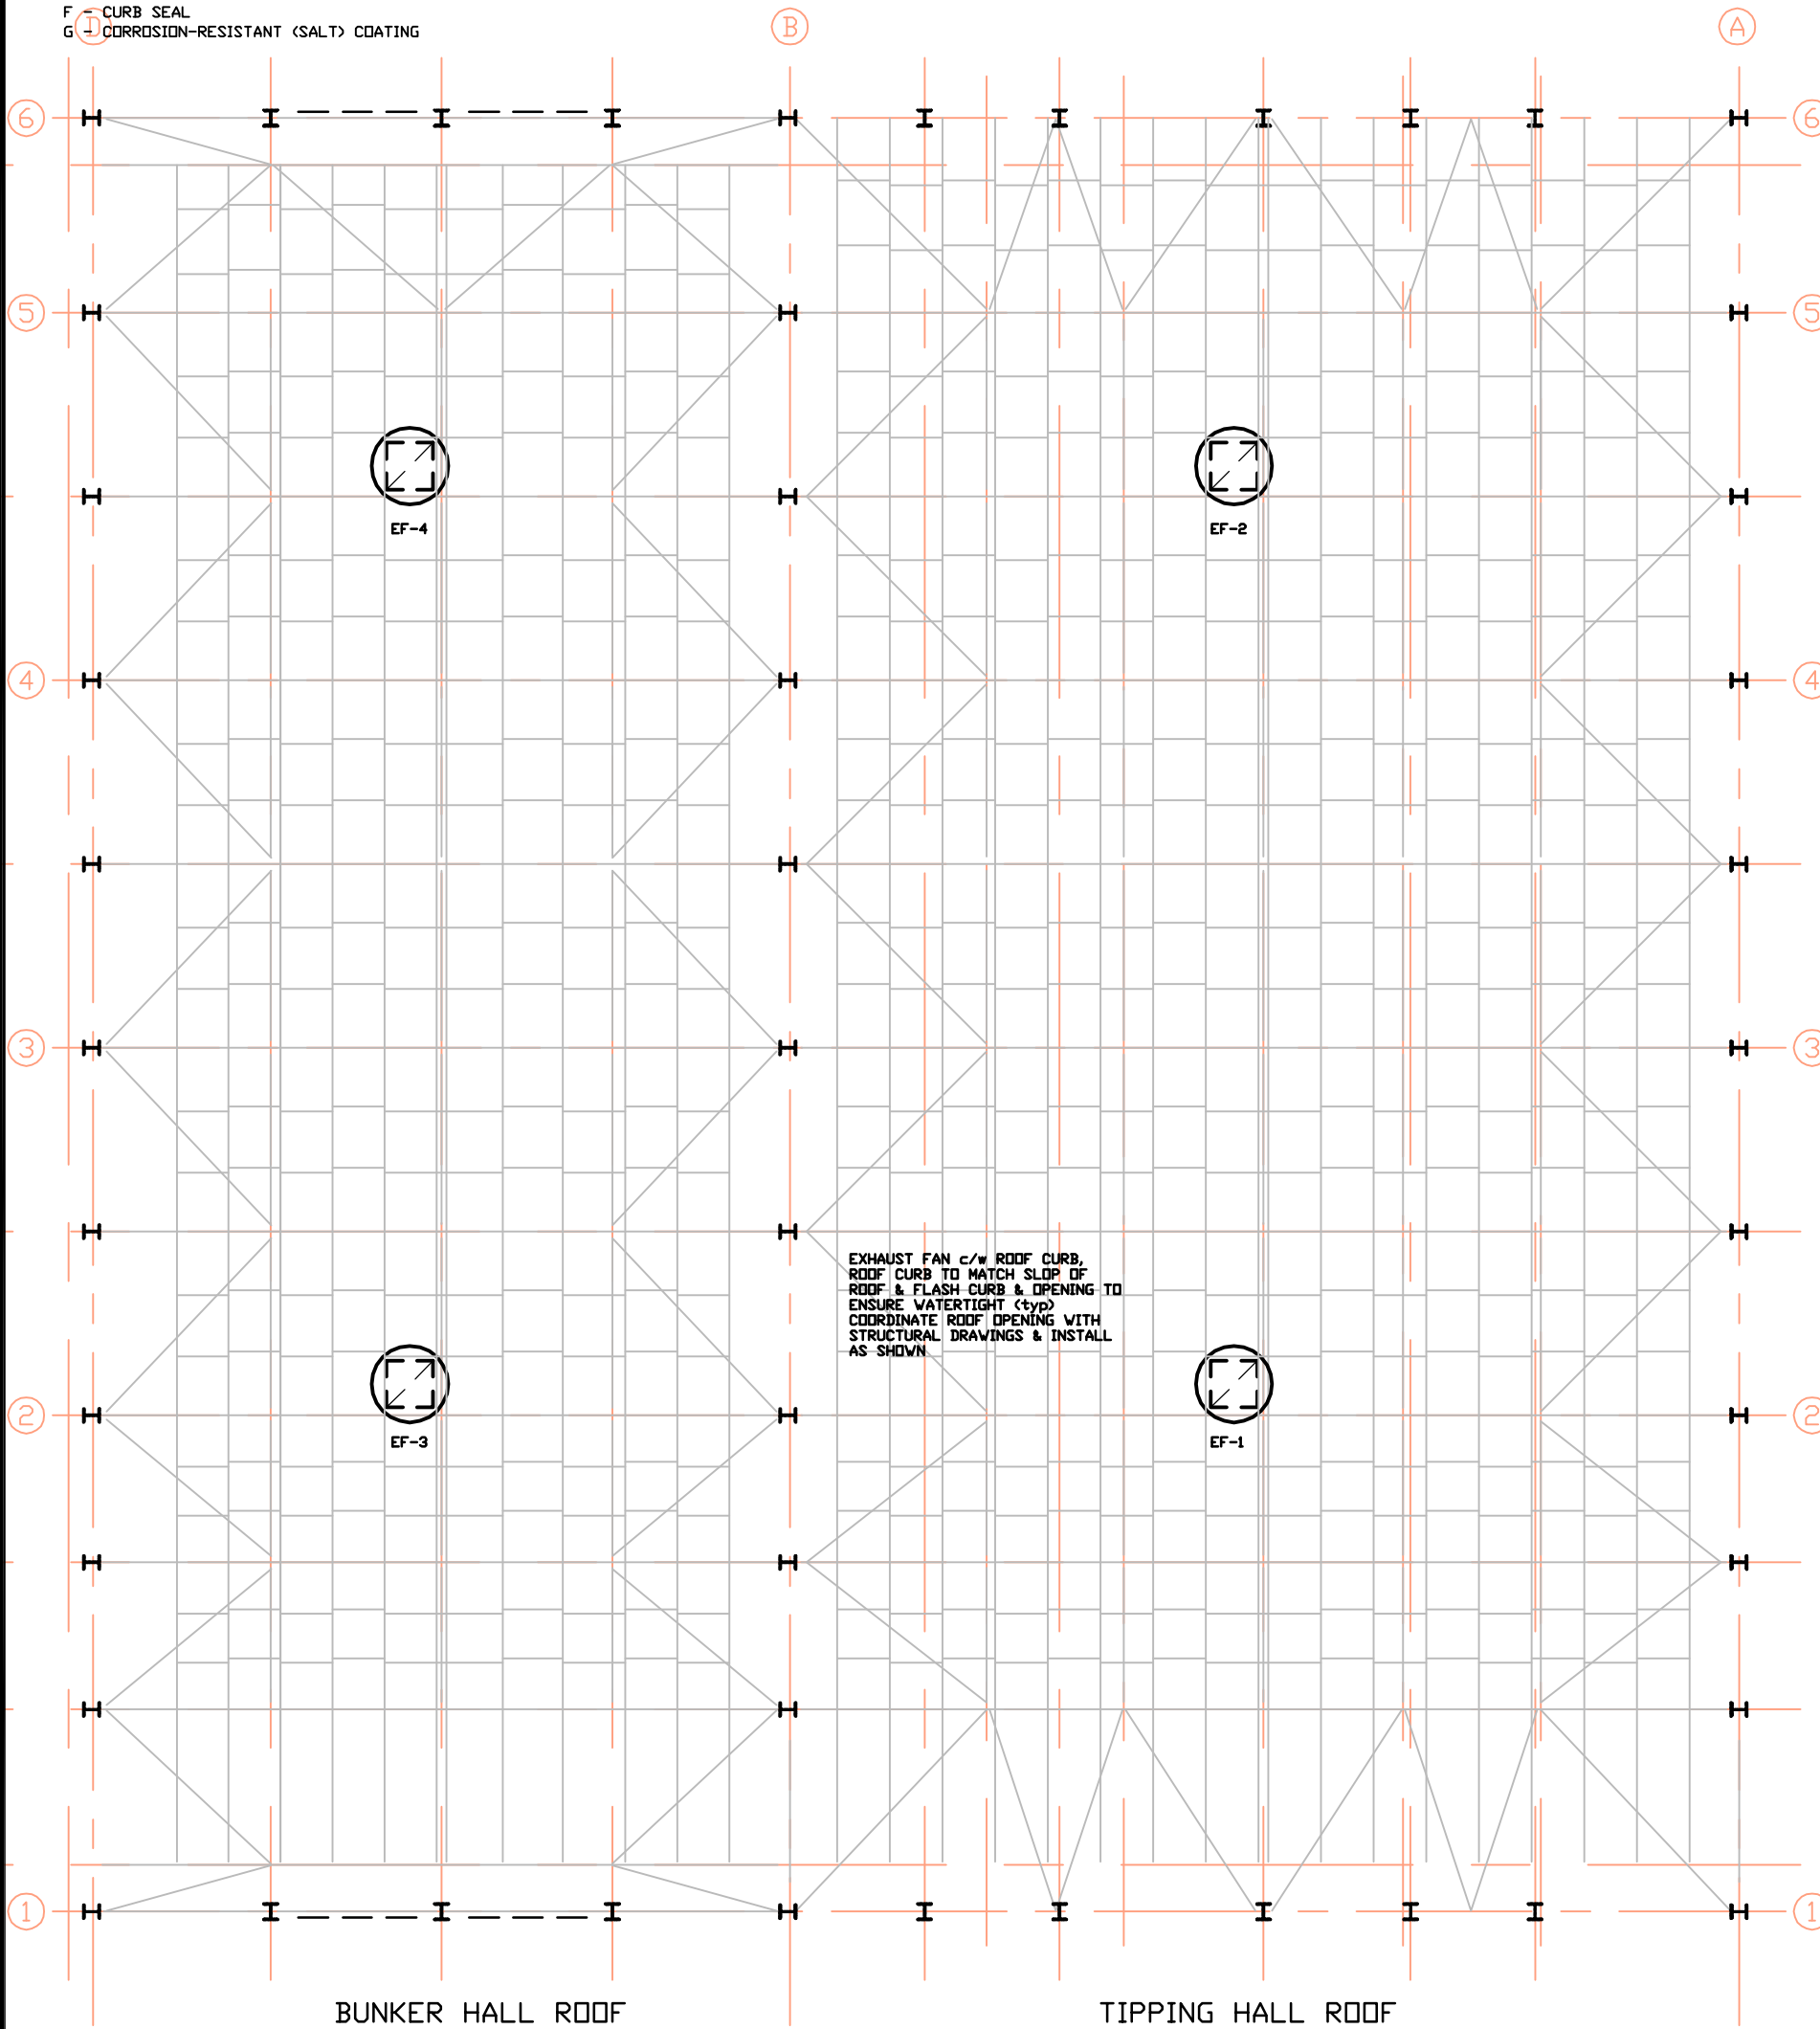 F - CURB SEAL
G - CORROSION-RESISTANT (SALT) COATING
D
B
A
6
6
5
5
EF-4
EF-2
4
4
3
3
EXHAUST FAN c/w ROOF CURB,
ROOF CURB TO MATCH SLOP OF
ROOF & FLASH CURB & OPENING TO
ENSURE WATERTIGHT (typ)
COORDINATE ROOF OPENING WITH
STRUCTURAL DRAWINGS & INSTALL
AS SHOWN
2
2
EF-3
EF-1
1
1
BUNKER HALL ROOF
TIPPING HALL ROOF